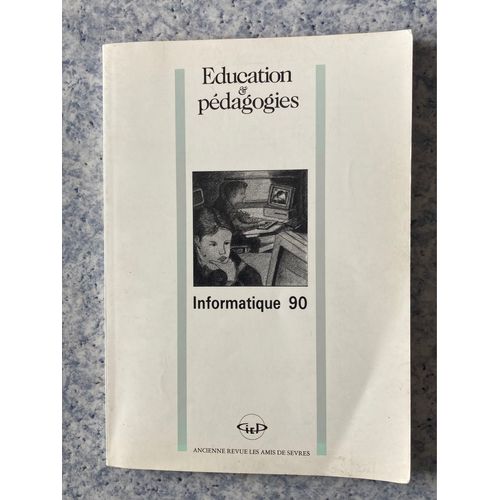 Education
&
pédagogies
Informatique 90
CIEP
ANCIENNE REVUE LES AMIS DE SEVRES